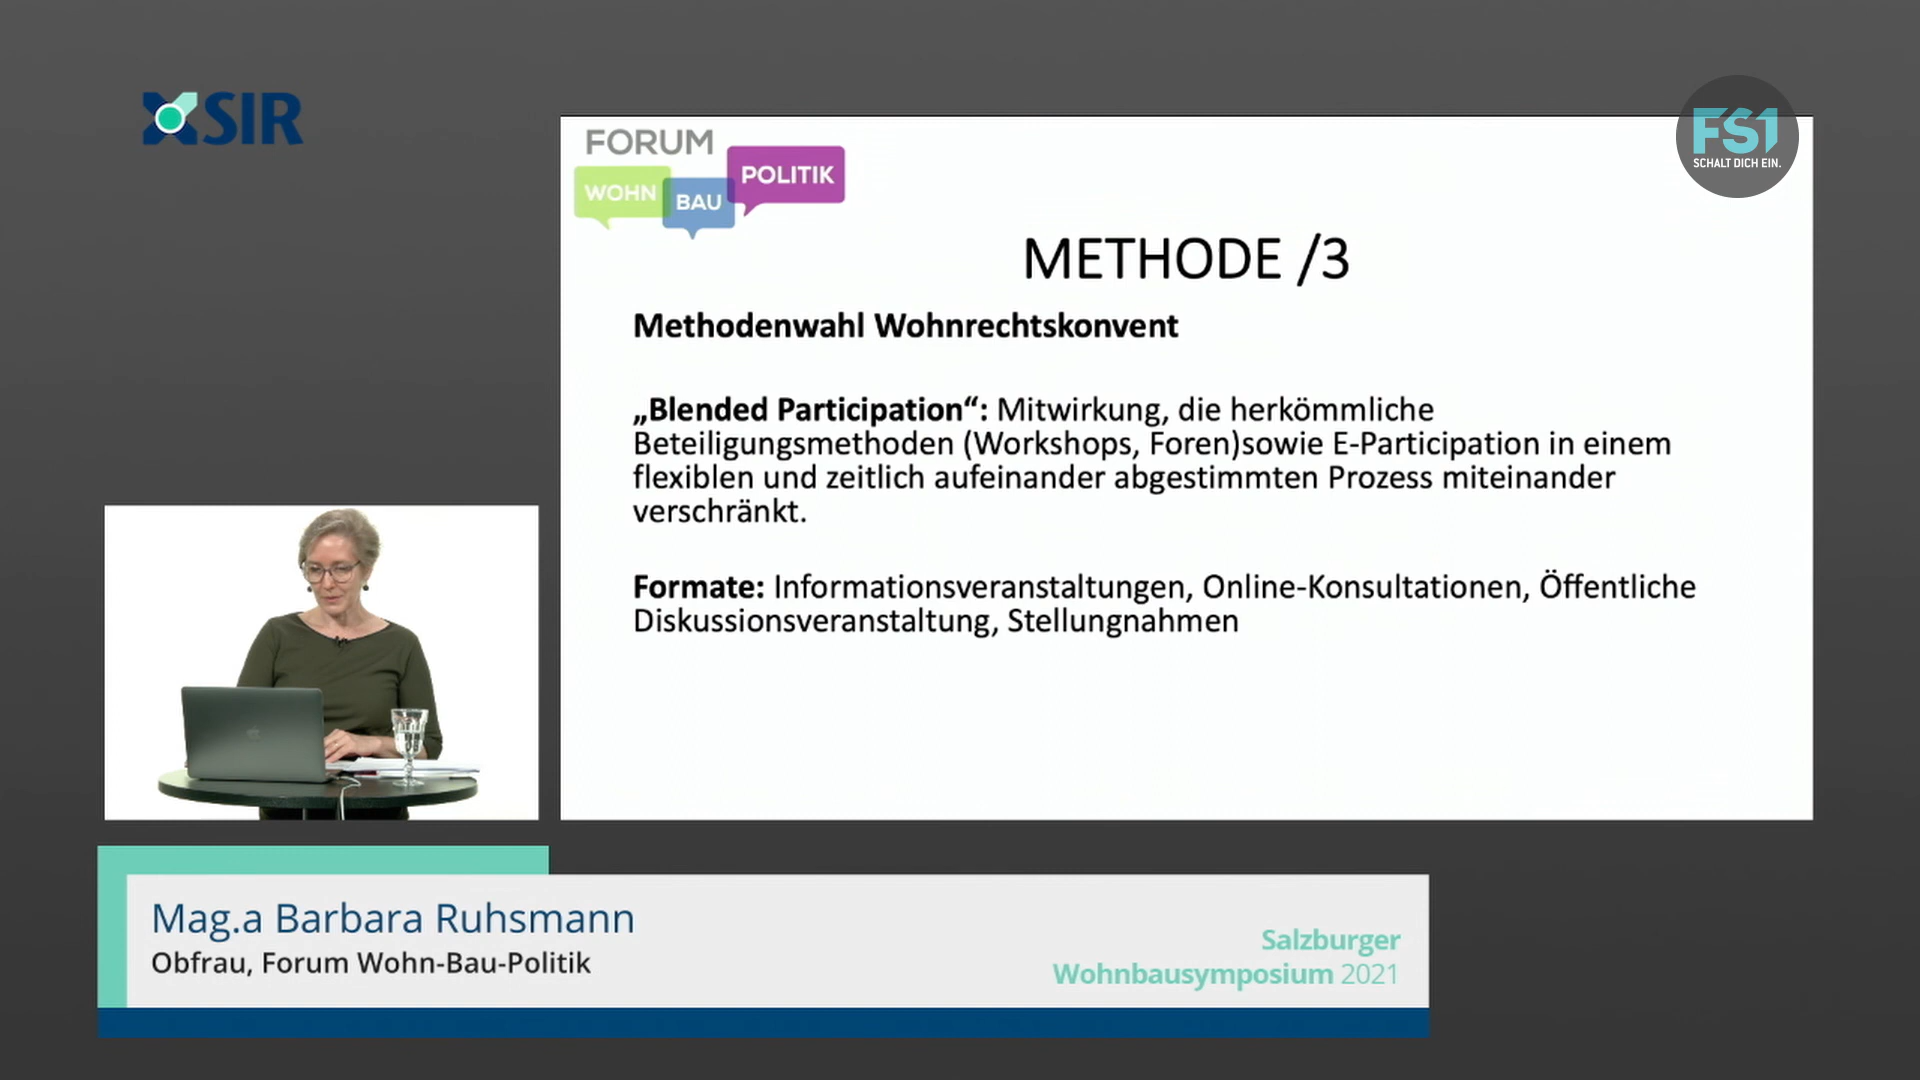 SIR
FS1
SCHALT DICH EIN.
FORUM
WOHN
BAU
POLITIK
METHODE /3
Methodenwahl Wohnrechtskonvent
„Blended Participation“: Mitwirkung, die herkömmliche
Beteiligungsmethoden (Workshops, Foren)sowie E-Participation in einem
flexiblen und zeitlich aufeinander abgestimmten Prozess miteinander
verschränkt.
Formate: Informationsveranstaltungen, Online-Konsultationen, Öffentliche
Diskussionsveranstaltung, Stellungnahmen
Mag.a Barbara Ruhsmann
Obfrau, Forum Wohn-Bau-Politik
Salzburger
Wohnbausymposium 2021